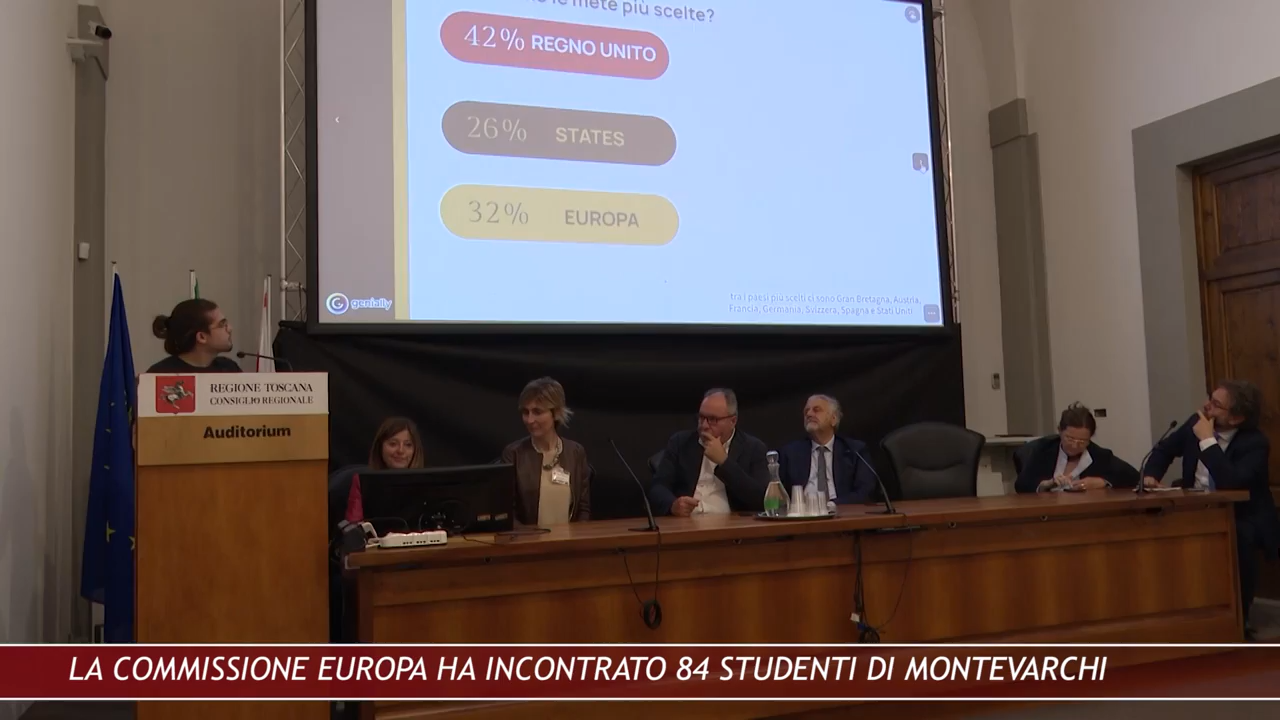 le mete più scelte?
42% REGNO UNITO
26% STATES
32% EUROPA
genially
tra i paesi più scelti ci sono Gran Bretagna, Austria,
Francia, Germania, Svizzera, Spagna e Stati Uniti
REGIONE TOSCANA
CONSIGLIO REGIONALE
Auditorium
LA COMMISSIONE EUROPA HA INCONTRATO 84 STUDENTI DI MONTEVARCHI